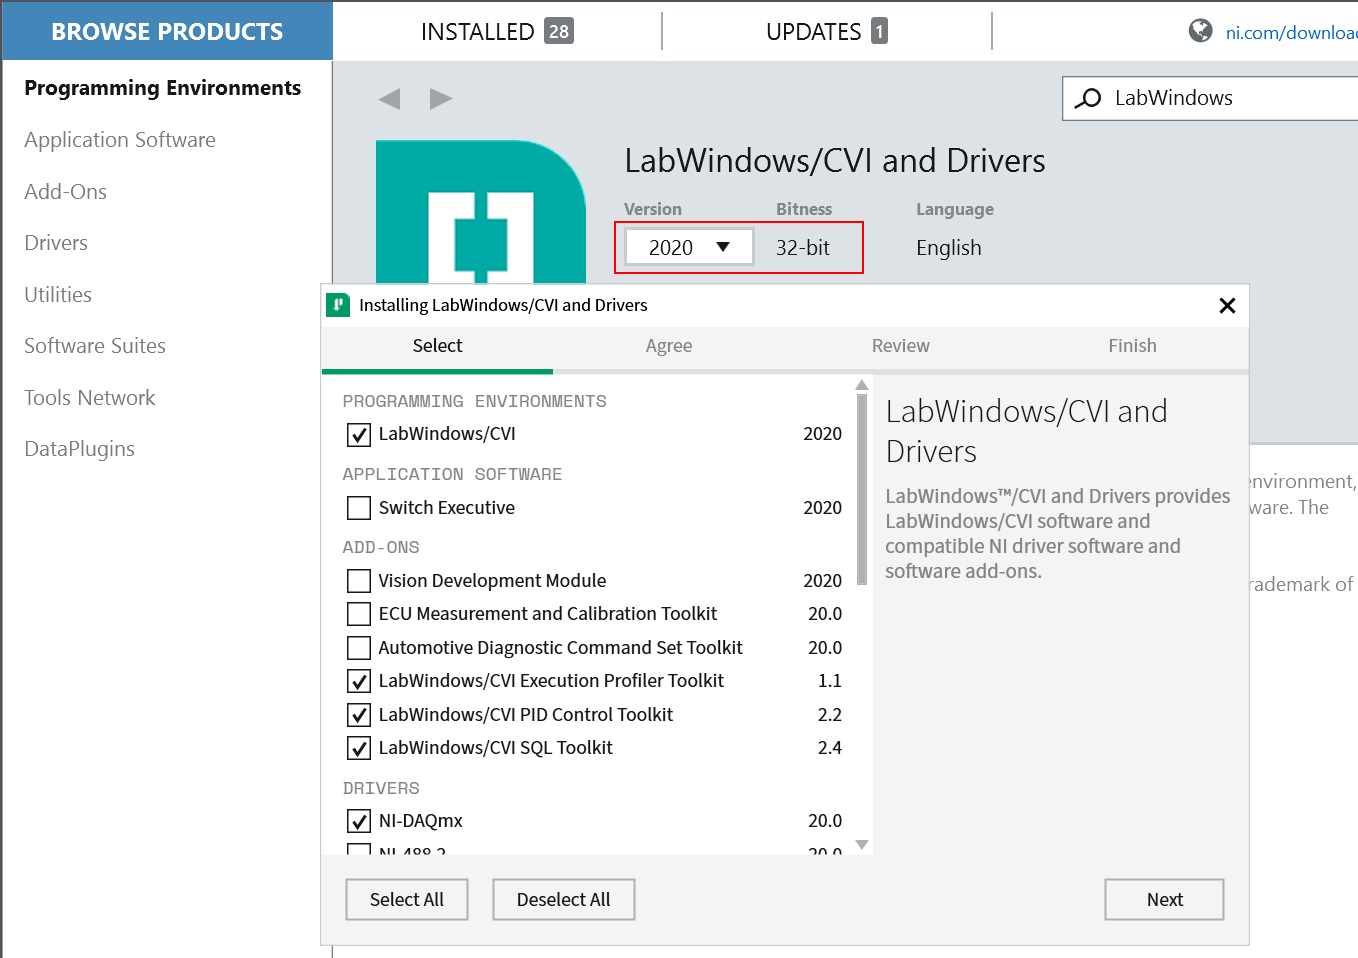 BROWSE PRODUCTS
INSTALLED 28
UPDATES 1
ni.com/downloa
Programming Environments
Application Software
Add-Ons
Drivers
Utilities
Software Suites
Tools Network
DataPlugins
LabWindows
LabWindows/CVI and Drivers
Version Bitness Language
2020 32-bit English
Installing LabWindows/CVI and Drivers
Select Agree Review Finish
PROGRAMMING ENVIRONMENTS
LabWindows/CVI 2020
APPLICATION SOFTWARE
Switch Executive 2020
ADD-ONS
Vision Development Module 2020
ECU Measurement and Calibration Toolkit 20.0
Automotive Diagnostic Command Set Toolkit 20.0
LabWindows/CVI Execution Profiler Toolkit 1.1
LabWindows/CVI PID Control Toolkit 2.2
LabWindows/CVI SQL Toolkit 2.4
DRIVERS
NI-DAQmx 20.0
NI-488.2 20.0
LabWindows/CVI and
Drivers
LabWindows™/CVI and Drivers provides
LabWindows/CVI software and
compatible NI driver software and
software add-ons.
nvironment,
ware. The
rademark of
Select All
Deselect All
Next